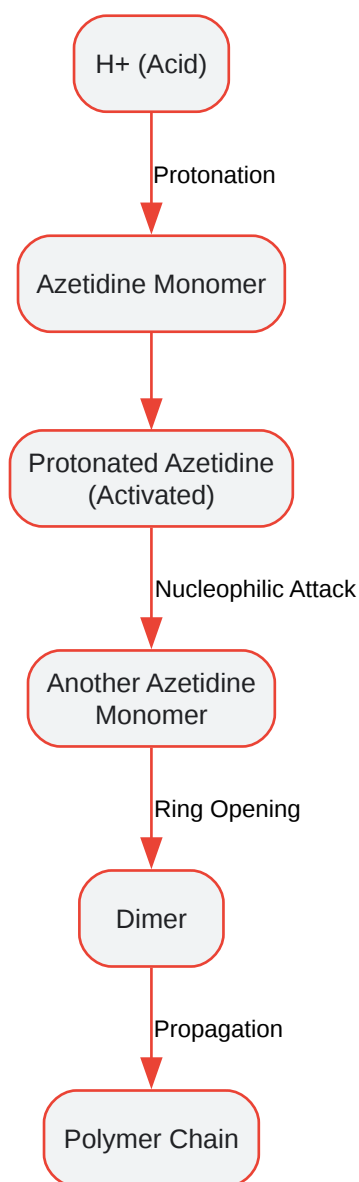 H+ (Acid)
Protonation
Azetidine Monomer
Protonated Azetidine
(Activated)
Nucleophilic Attack
Another Azetidine
Monomer
Ring Opening
Dimer
Propagation
Polymer Chain